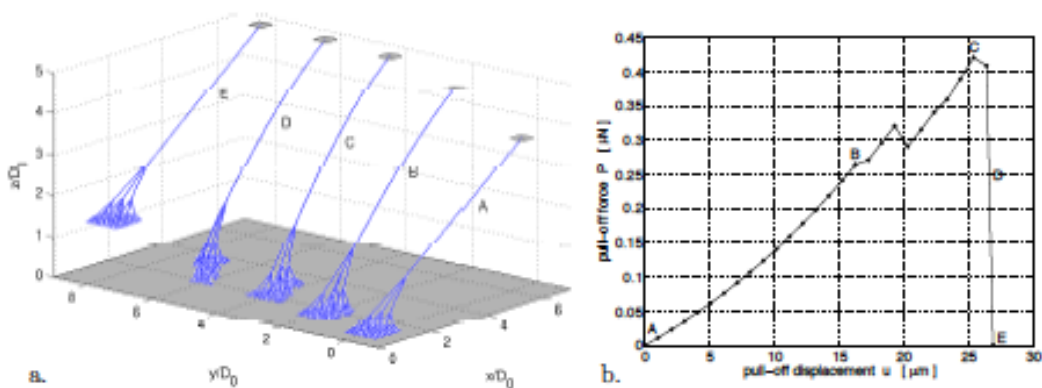 5
4
3
2
1
0
z/D₀
8
6
4
2
0
y/D₀
0
2
4
6
x/D₀
E
D
C
B
A
a.
0.45
0.4
0.35
0.3
0.25
0.2
0.15
0.1
0.05
0
pull-off force P [ µN ]
A
B
C
D
E
0
5
10
15
20
25
30
pull-off displacement u [ µm ]
b.